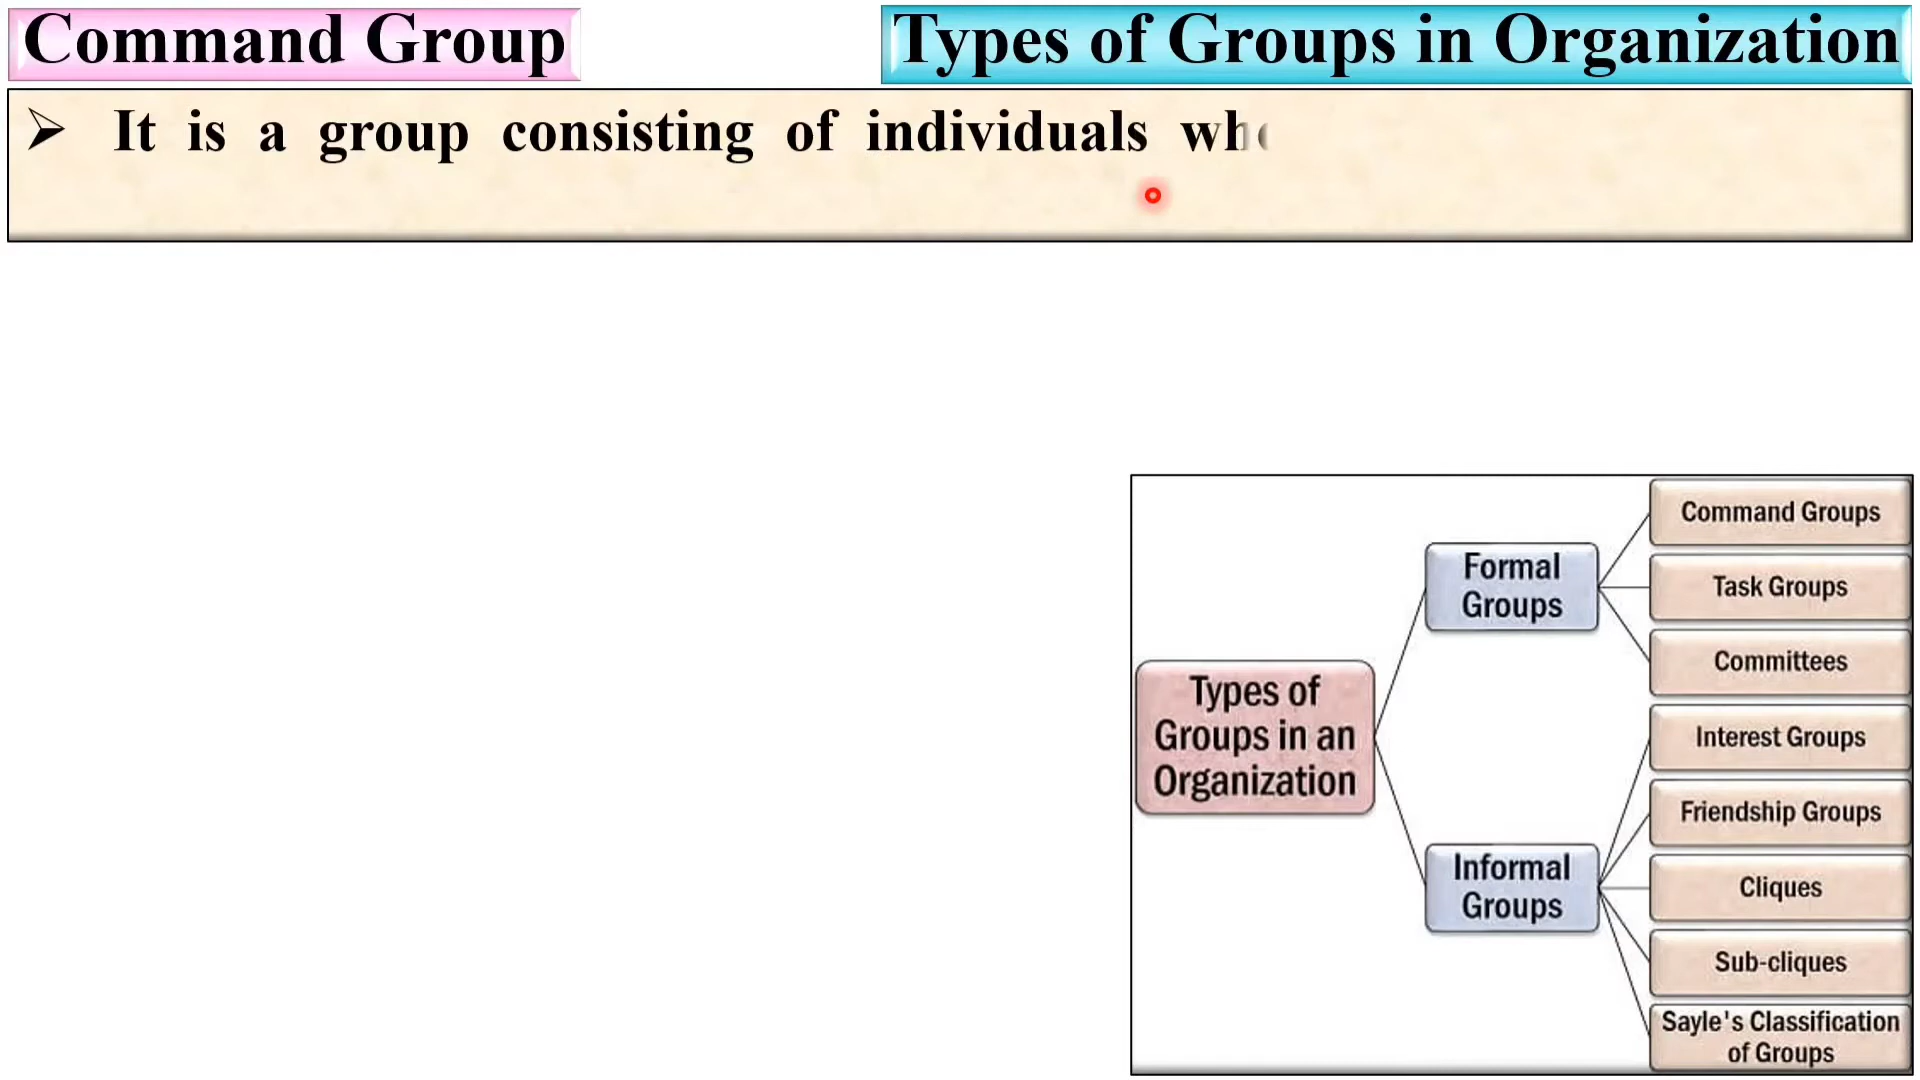 Command Group
Types of Groups in Organization
➢ It is a group consisting of individuals
Types of
Groups in an
Organization
Formal
Groups
Informal
Groups
Command Groups
Task Groups
Committees
Interest Groups
Friendship Groups
Cliques
Sub-cliques
Sayle's Classification
of Groups